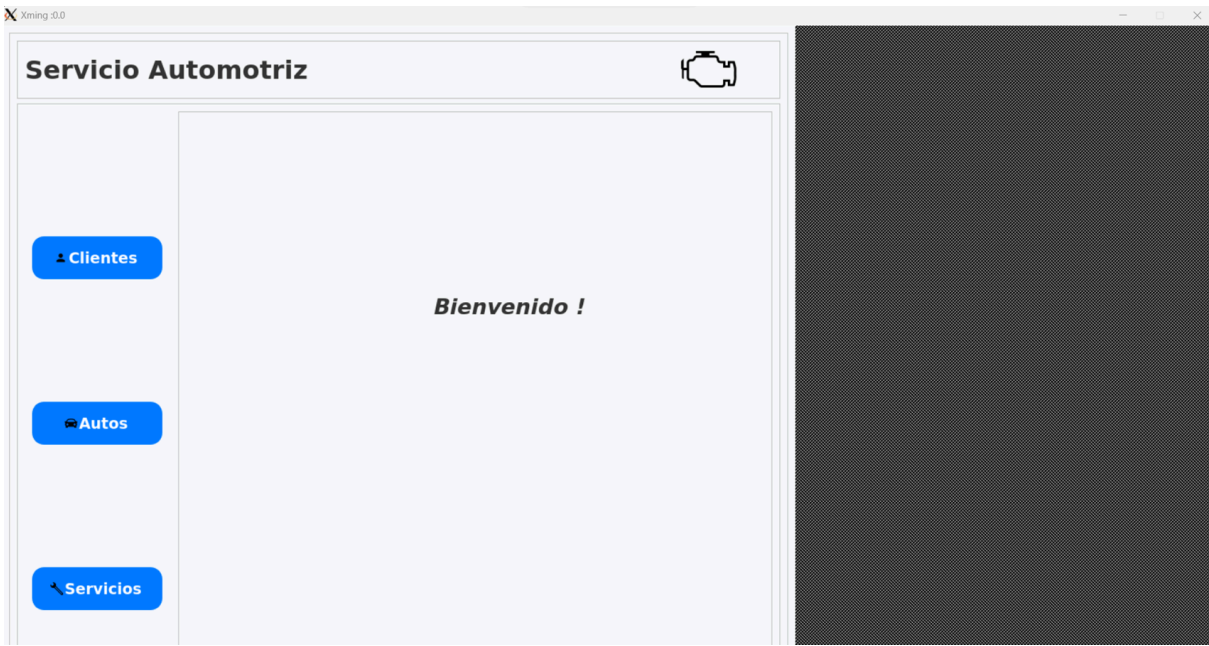 Xming :0.0
Servicio Automotriz
Clientes
Bienvenido !
Autos
Servicios